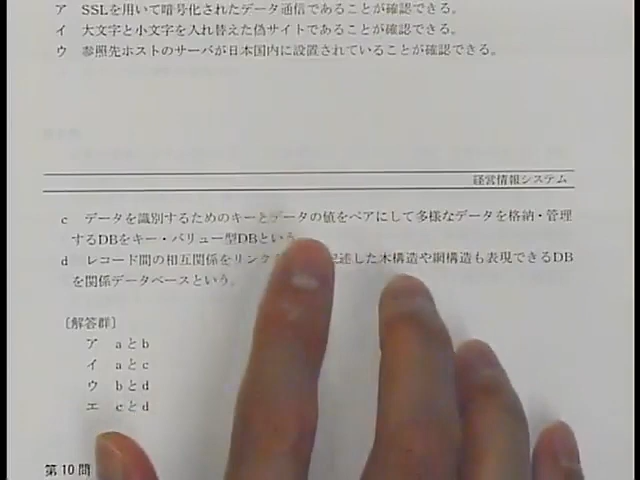 ア SSLを用いて暗号化されたデータ通信であることが確認できる。
イ 大文字と小文字を入れ替えた偽サイトであることが確認できる。
ウ 参照先ホストのサーバが日本国内に設置されていることが確認できる。
経営情報システム
c データを識別するためのキーとデータの値をペアにして多様なデータを格納・管理
するDBをキー・バリュー型DBという
d レコード間の相互関係をリンク 述した木構造や網構造も表現できるDB
を関係データベースという。
〔解答群〕
ア aとb
イ aとc
ウ bとd
エ cとd
第10問